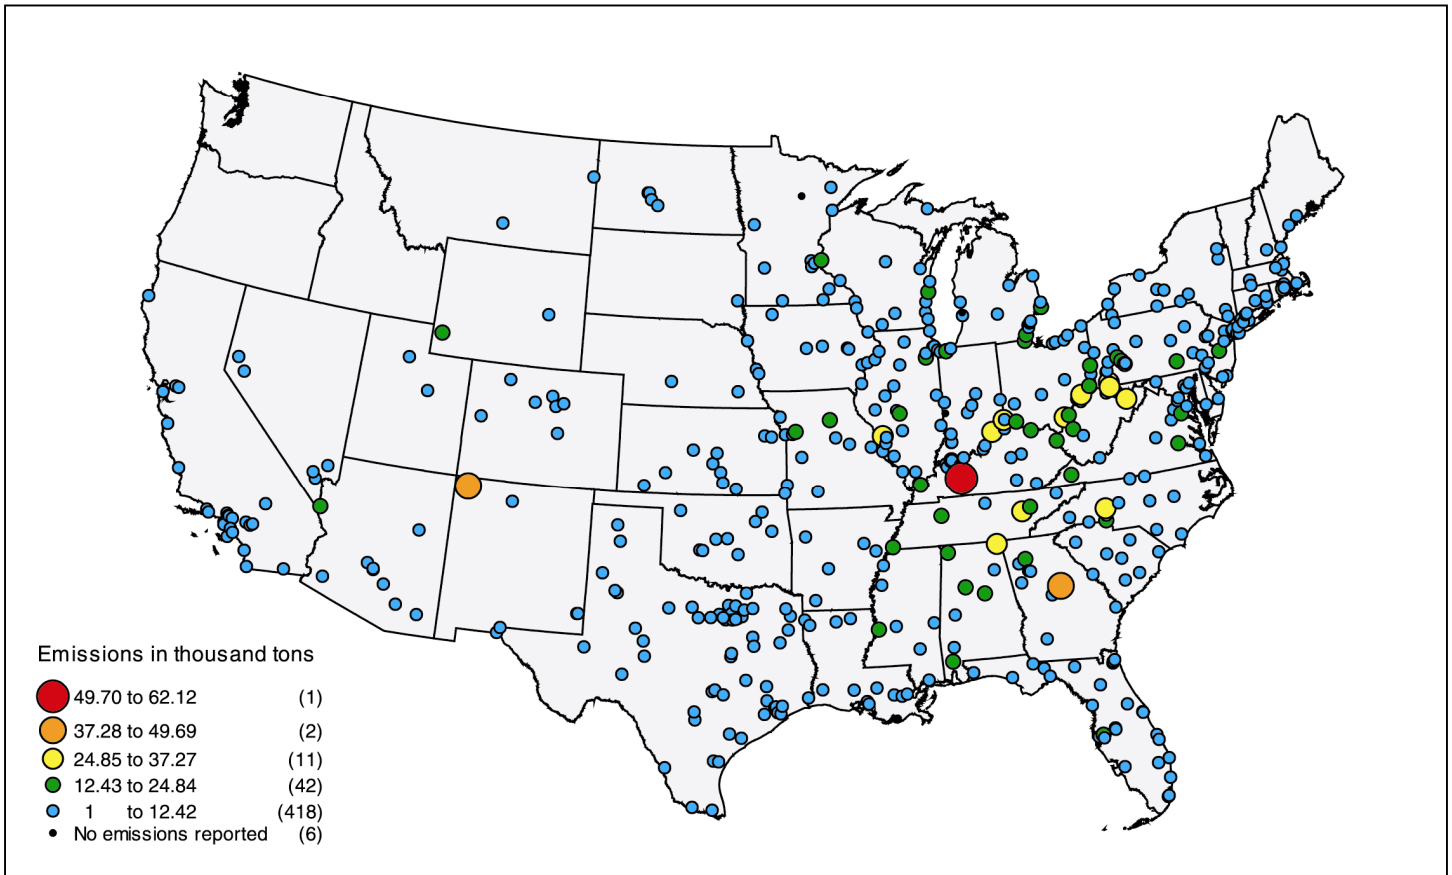 Emissions in thousand tons
49.70 to 62.12 (1)
37.28 to 49.69 (2)
24.85 to 37.27 (11)
12.43 to 24.84 (42)
1 to 12.42 (418)
No emissions reported (6)